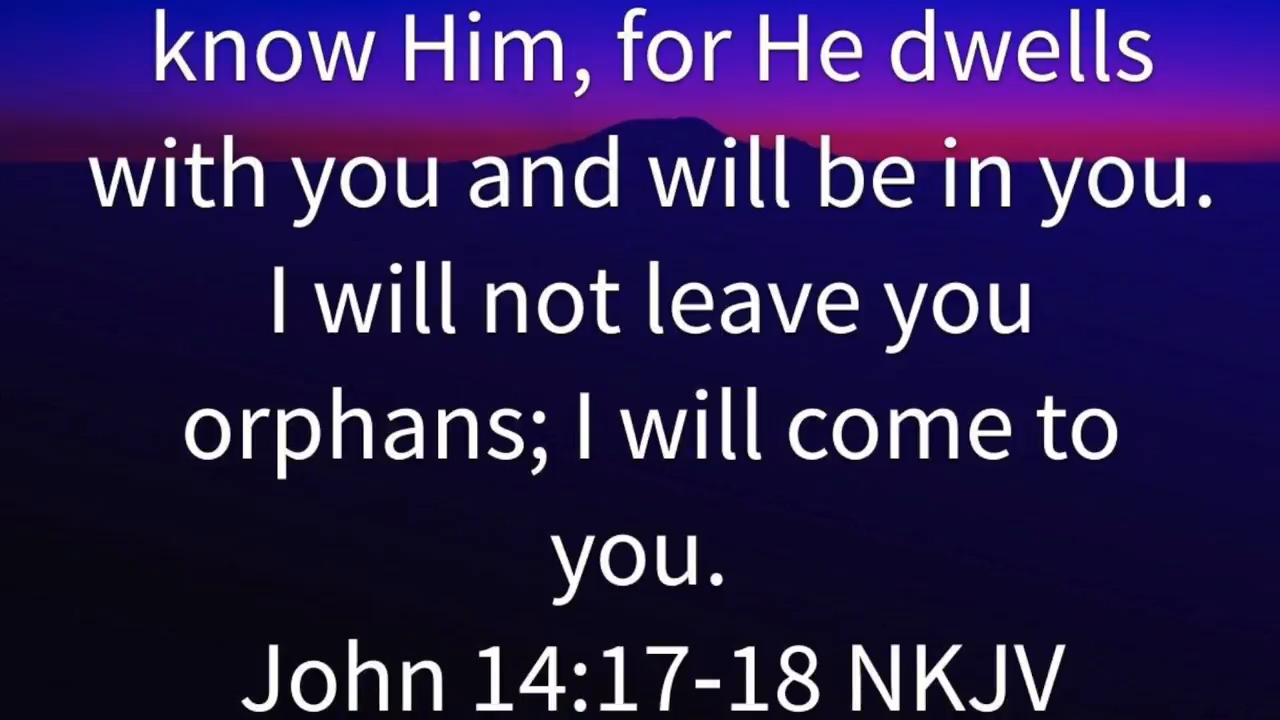 know Him, for He dwells
with you and will be in you.
I will not leave you
orphans; I will come to
you.
John 14:17-18 NKJV